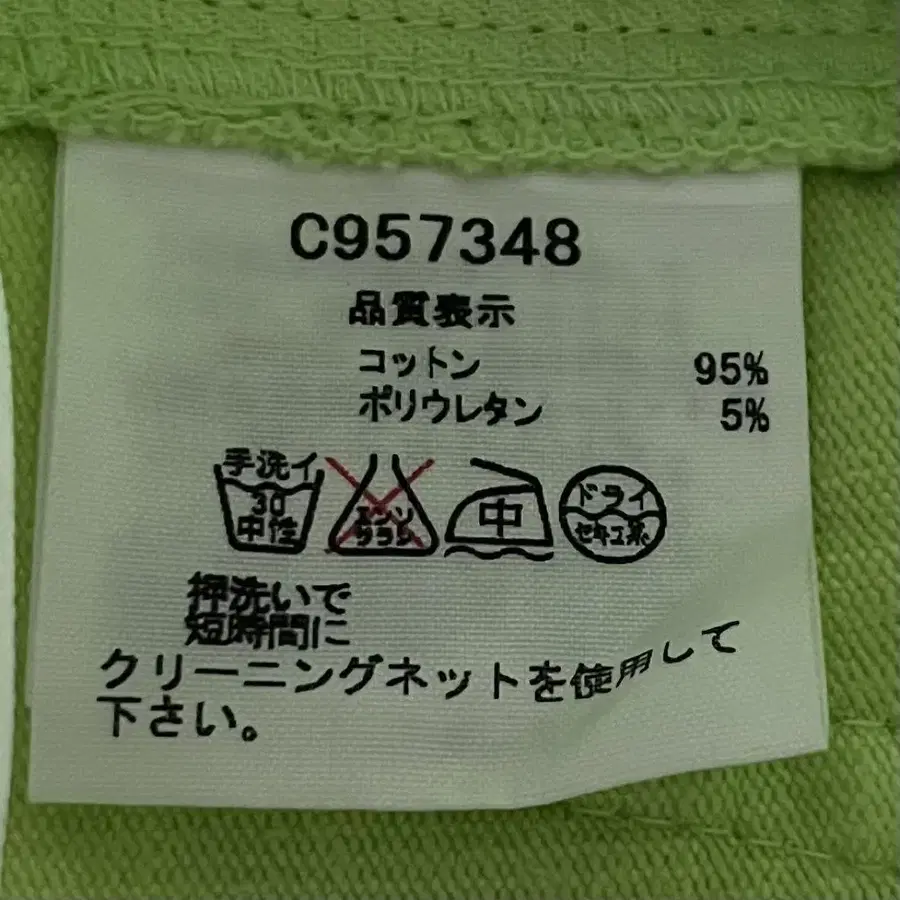 C957348
品質表示
コットン 95%
ポリウレタン 5%
手洗イ
30
中性
エンソ
サラシ
中
ドライ
セキユ系
押洗いで
短時間に
クリーニングネットを使用して
下さい。